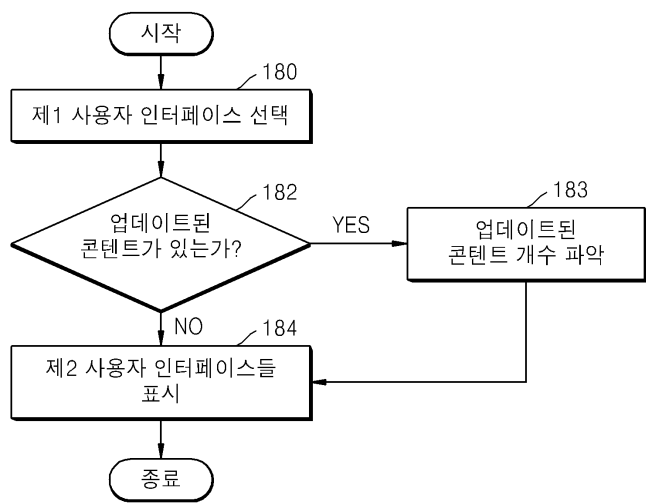 시작
180
제1 사용자 인터페이스 선택
182
업데이트된
콘텐트가 있는가?
YES
183
업데이트된
콘텐트 개수 파악
NO
184
제2 사용자 인터페이스들
표시
종료